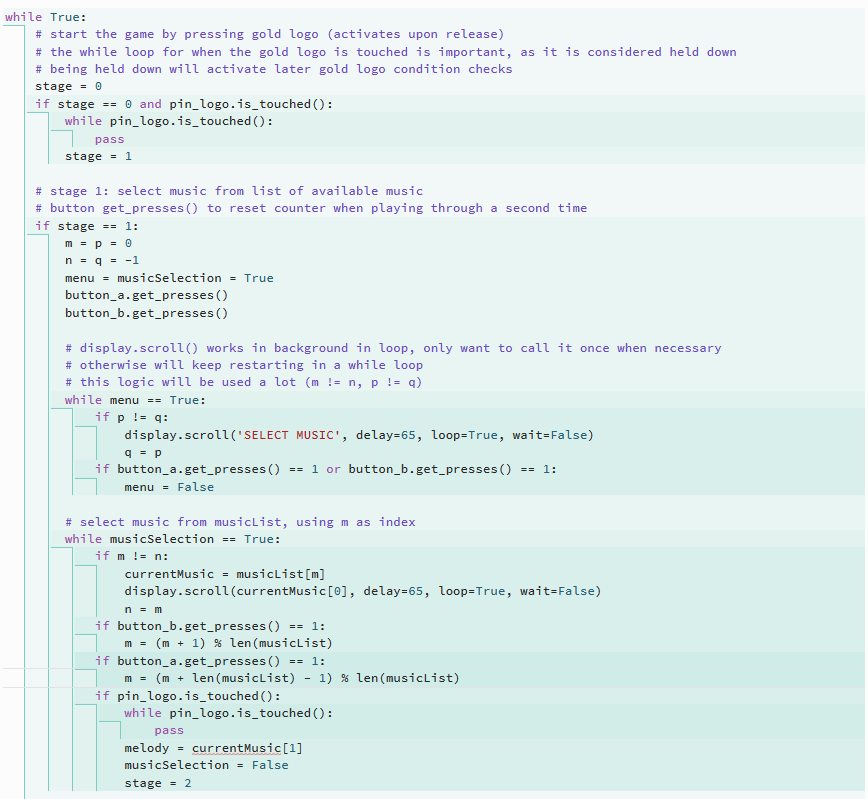 while True:
# start the game by pressing gold logo (activates upon release)
# the while loop for when the gold logo is touched is important, as it is considered held down
# being held down will activate later gold logo condition checks
stage = 0
if stage == 0 and pin_logo.is_touched():
while pin_logo.is_touched():
pass
stage = 1
# stage 1: select music from list of available music
# button get_presses() to reset counter when playing through a second time
if stage == 1:
m = p = 0
n = q = -1
menu = musicSelection = True
button_a.get_presses()
button_b.get_presses()
# display.scroll() works in background in loop, only want to call it once when necessary
# otherwise will keep restarting in a while loop
# this logic will be used a lot (m != n, p != q)
while menu == True:
if p != q:
display.scroll('SELECT MUSIC', delay=65, loop=True, wait=False)
q = p
if button_a.get_presses() == 1 or button_b.get_presses() == 1:
menu = False
# select music from musicList, using m as index
while musicSelection == True:
if m != n:
currentMusic = musicList[m]
display.scroll(currentMusic[0], delay=65, loop=True, wait=False)
n = m
if button_b.get_presses() == 1:
m = (m + 1) % len(musicList)
if button_a.get_presses() == 1:
m = (m + len(musicList) - 1) % len(musicList)
if pin_logo.is_touched():
while pin_logo.is_touched():
pass
melody = currentMusic[1]
musicSelection = False
stage = 2